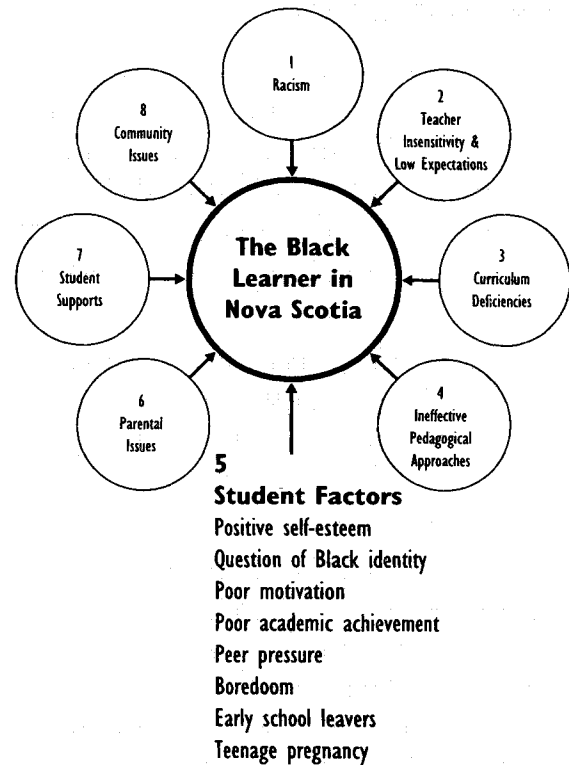 1
Racism
2
Teacher
Insensitivity &
Low Expectations
3
Curriculum
Deficiencies
4
Ineffective
Pedagogical
Approaches
5
Student Factors
Positive self-esteem
Question of Black identity
Poor motivation
Poor academic achievement
Peer pressure
Boredoom
Early school leavers
Teenage pregnancy
6
Parental
Issues
7
Student
Supports
8
Community
Issues
The Black
Learner in
Nova Scotia